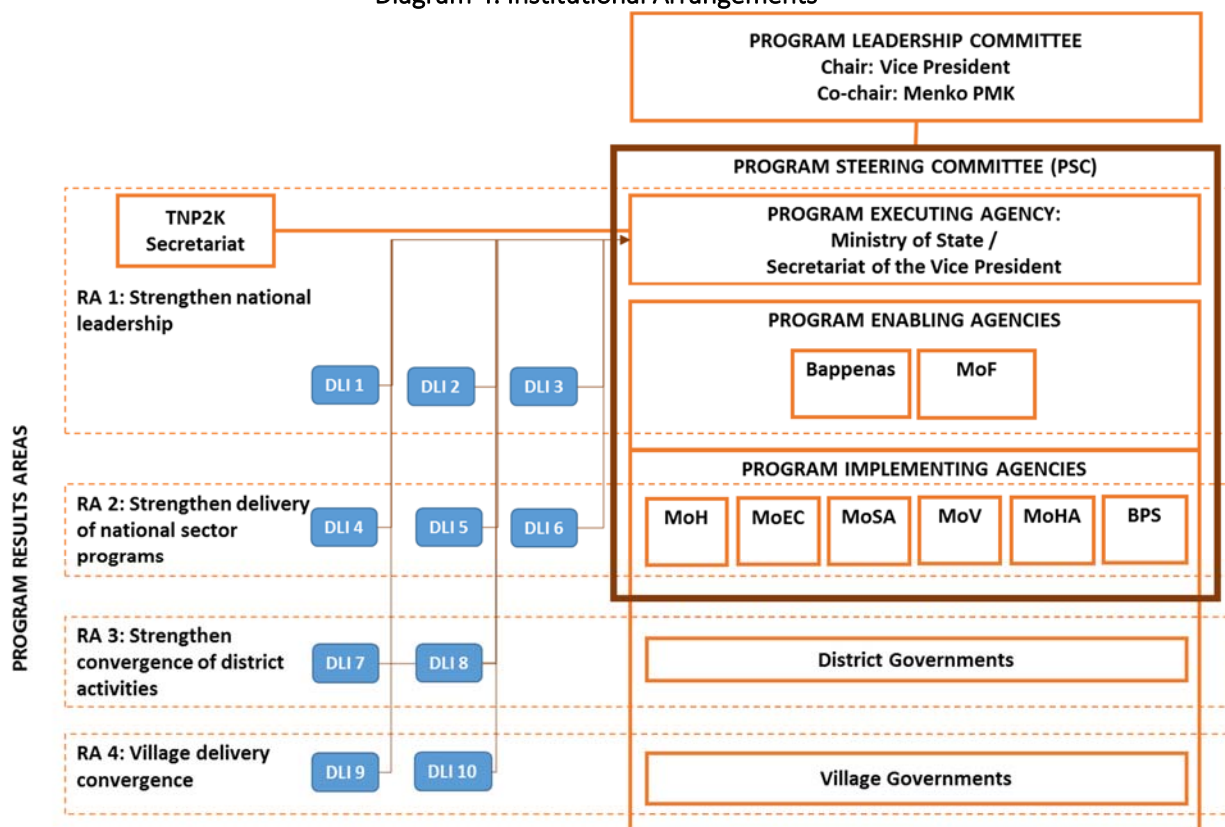 Diagram 4: Institutional Arrangements
PROGRAM LEADERSHIP COMMITTEE
Chair: Vice President
Co-chair: Menko PMK
PROGRAM STEERING COMMITTEE (PSC)
TNP2K
Secretariat
PROGRAM EXECUTING AGENCY:
Ministry of State /
Secretariat of the Vice President
RA 1: Strengthen national
leadership
PROGRAM ENABLING AGENCIES
Bappenas
MoF
DLI 1
DLI 2
DLI 3
PROGRAM RESULTS AREAS
PROGRAM IMPLEMENTING AGENCIES
RA 2: Strengthen delivery
of national sector
programs
DLI 4
DLI 5
DLI 6
MoH
MoEC
MoSA
MoV
MoHA
BPS
RA 3: Strengthen
convergence of district
activities
DLI 7
DLI 8
District Governments
RA 4: Village delivery
convergence
DLI 9
DLI 10
Village Governments